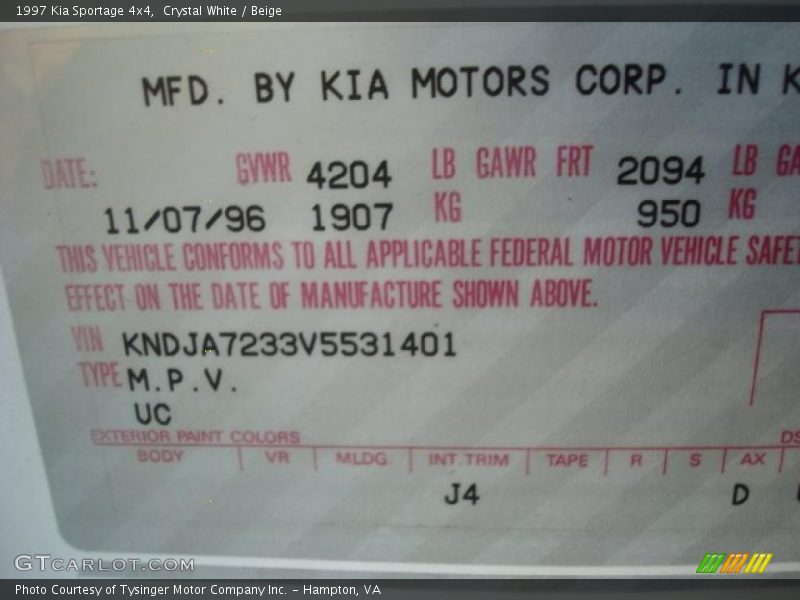 1997 Kia Sportage 4x4, Crystal White / Beige
MFD. BY KIA MOTORS CORP. IN K
DATE: GVWR 4204 LB GAWR FRT 2094 LB GA
11/07/96 1907 KG 950 KG
THIS VEHICLE CONFORMS TO ALL APPLICABLE FEDERAL MOTOR VEHICLE SAFET
EFFECT ON THE DATE OF MANUFACTURE SHOWN ABOVE.
VIN KNDJA7233V5531401
TYPE M.P.V.
UC
EXTERIOR PAINT COLORS DS
BODY VR MLDG. INT.TRIM TAPE R S AX
J4 D
GTCARLOT.COM
Photo Courtesy of Tysinger Motor Company Inc. - Hampton, VA